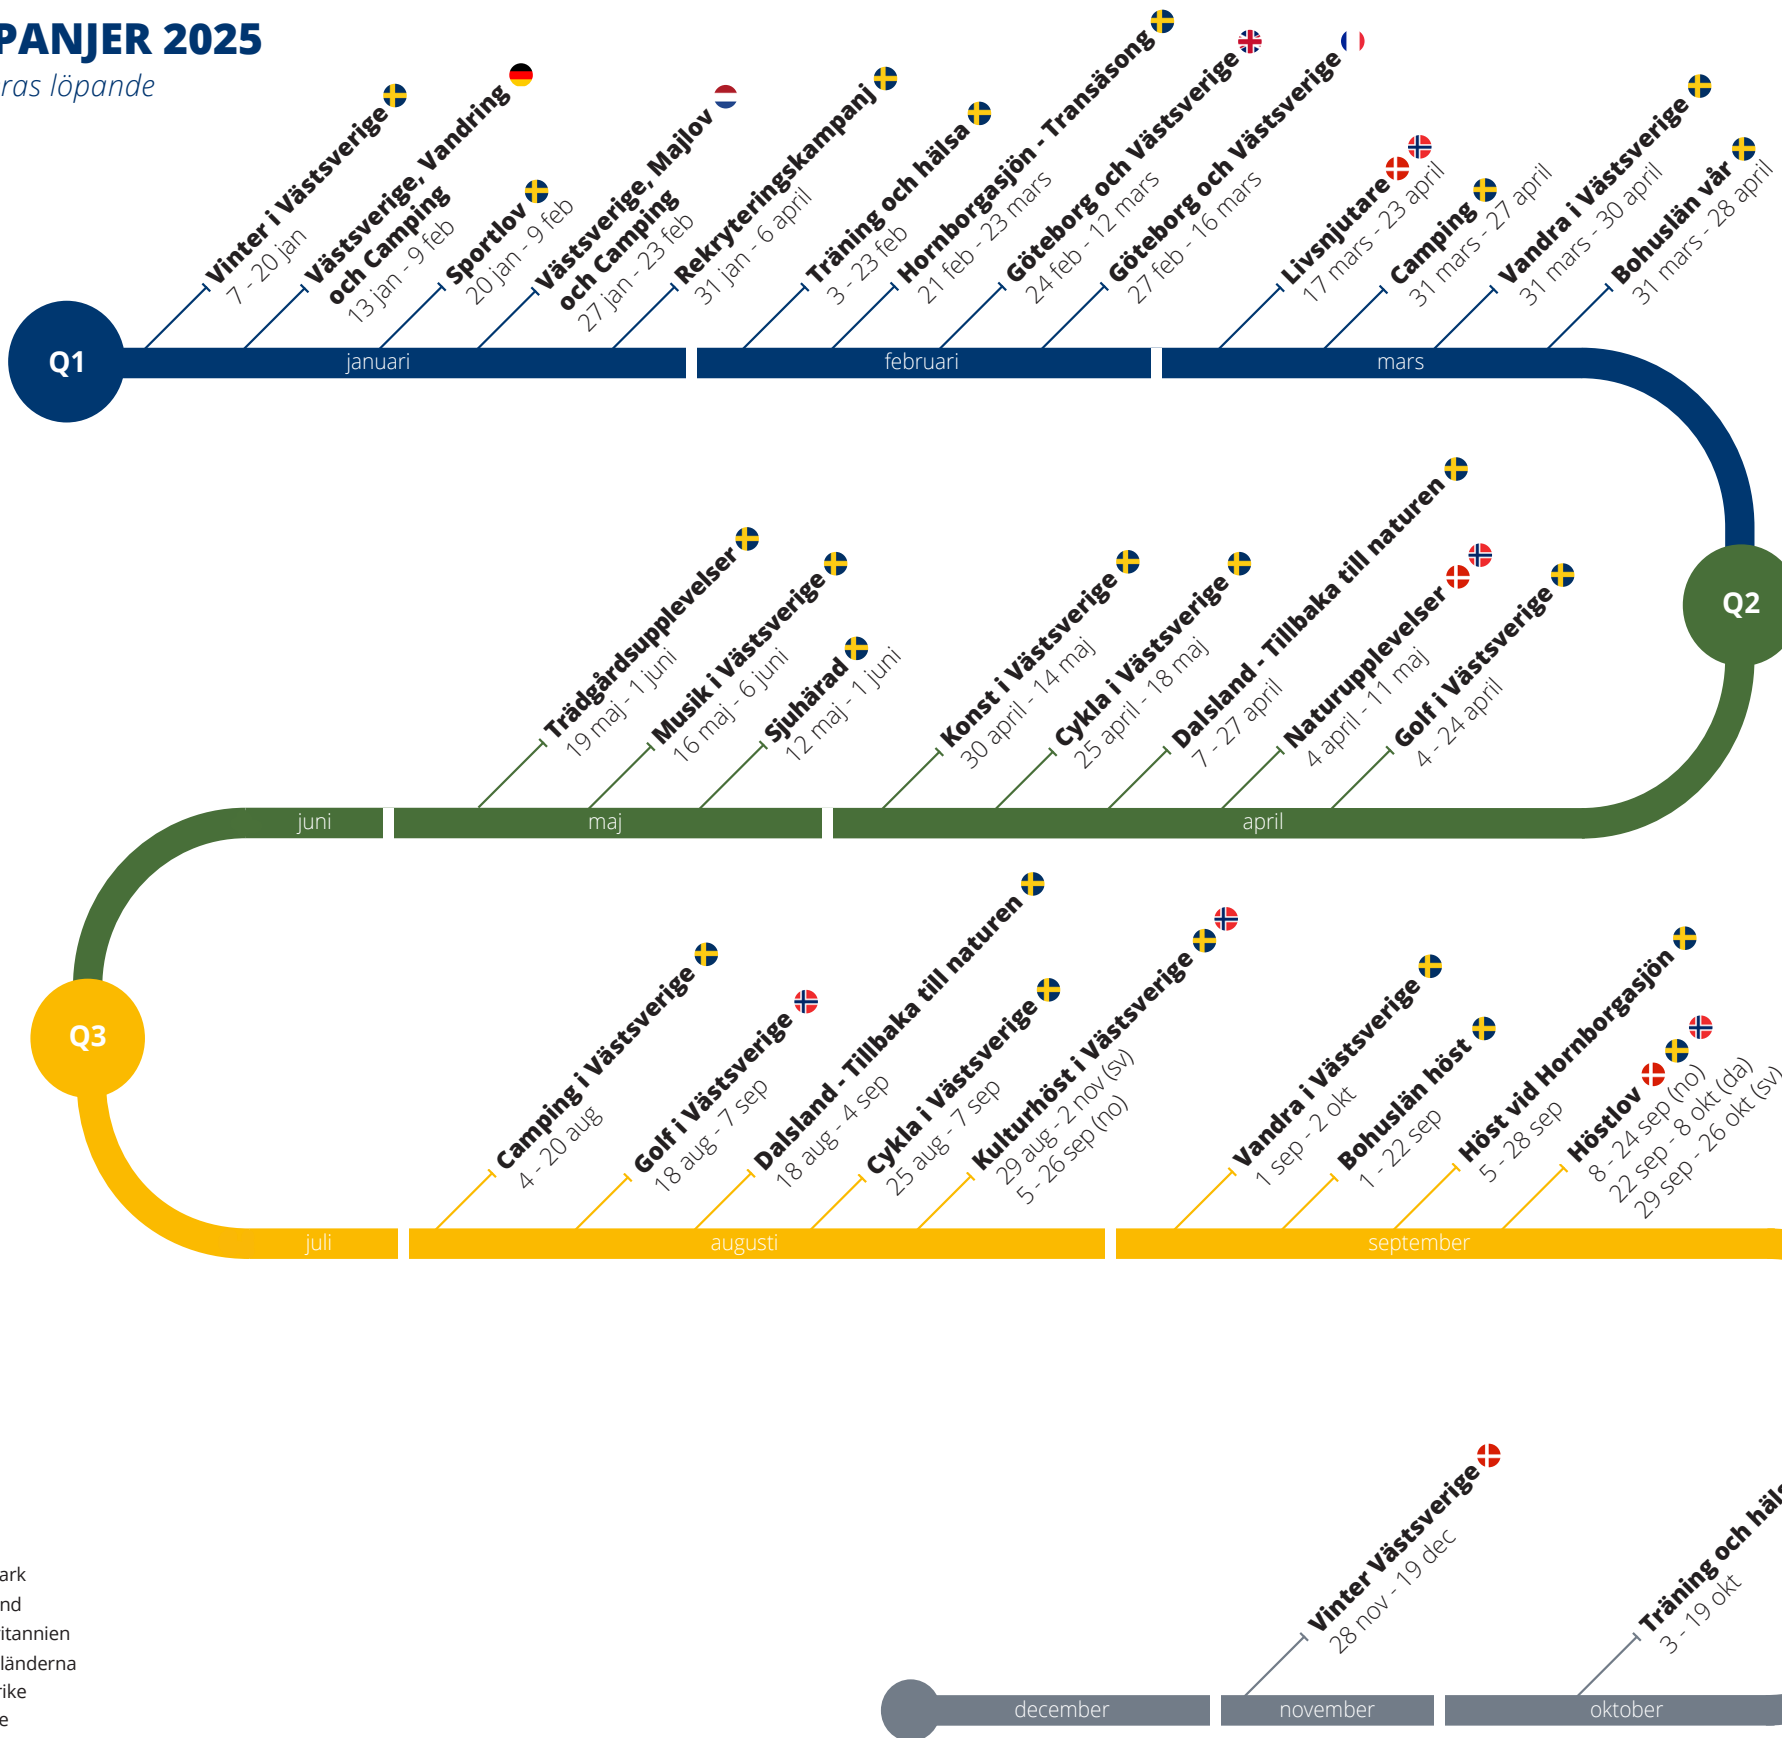 PANJER 2025
ras löpande
Vinter i Västsverige
7 - 20 jan
Västsverige, Vandring
och Camping
13 jan - 9 feb
Sportlov
20 jan - 9 feb
Västsverige, Majlov
och Camping
27 jan - 23 feb
Rekryteringskampanj
31 jan - 6 april
Träning och hälsa
3 - 23 feb
Hornborgasjön - Transäsong
21 feb - 23 mars
Göteborg och Västsverige
24 feb - 12 mars
Göteborg och Västsverige
27 feb - 16 mars
Livsnjutare
17 mars - 23 april
Camping
31 mars - 27 april
Vandra i Västsverige
31 mars - 30 april
Bohuslän vår
31 mars - 28 april
Q1
januari
februari
mars
Trädgårdsupplevelser
19 maj - 1 juni
Musik i Västsverige
16 maj - 6 juni
Sjuhärad
12 maj - 1 juni
Konst i Västsverige
30 april - 14 maj
Cykla i Västsverige
25 april - 18 maj
Dalsland - Tillbaka till naturen
7 - 27 april
Naturupplevelser
4 april - 11 maj
Golf i Västsverige
4 - 24 april
Q2
juni
maj
april
Camping i Västsverige
4 - 20 aug
Golf i Västsverige
18 aug - 7 sep
Dalsland - Tillbaka till naturen
18 aug - 4 sep
Cykla i Västsverige
25 aug - 7 sep
Kulturhöst i Västsverige
29 aug - 2 nov (sv)
5 - 26 sep (no)
Vandra i Västsverige
1 sep - 2 okt
Bohuslän höst
1 - 22 sep
Höst vid Hornborgasjön
5 - 28 sep
Höstlov
8 - 24 sep (no)
22 sep - 8 okt (da)
29 sep - 26 okt (sv)
Q3
juli
augusti
september
Vinter Västsverige
28 nov - 19 dec
Träning och häls
3 - 19 okt
december
november
oktober
ark
nd
itannien
länderna
rike
e